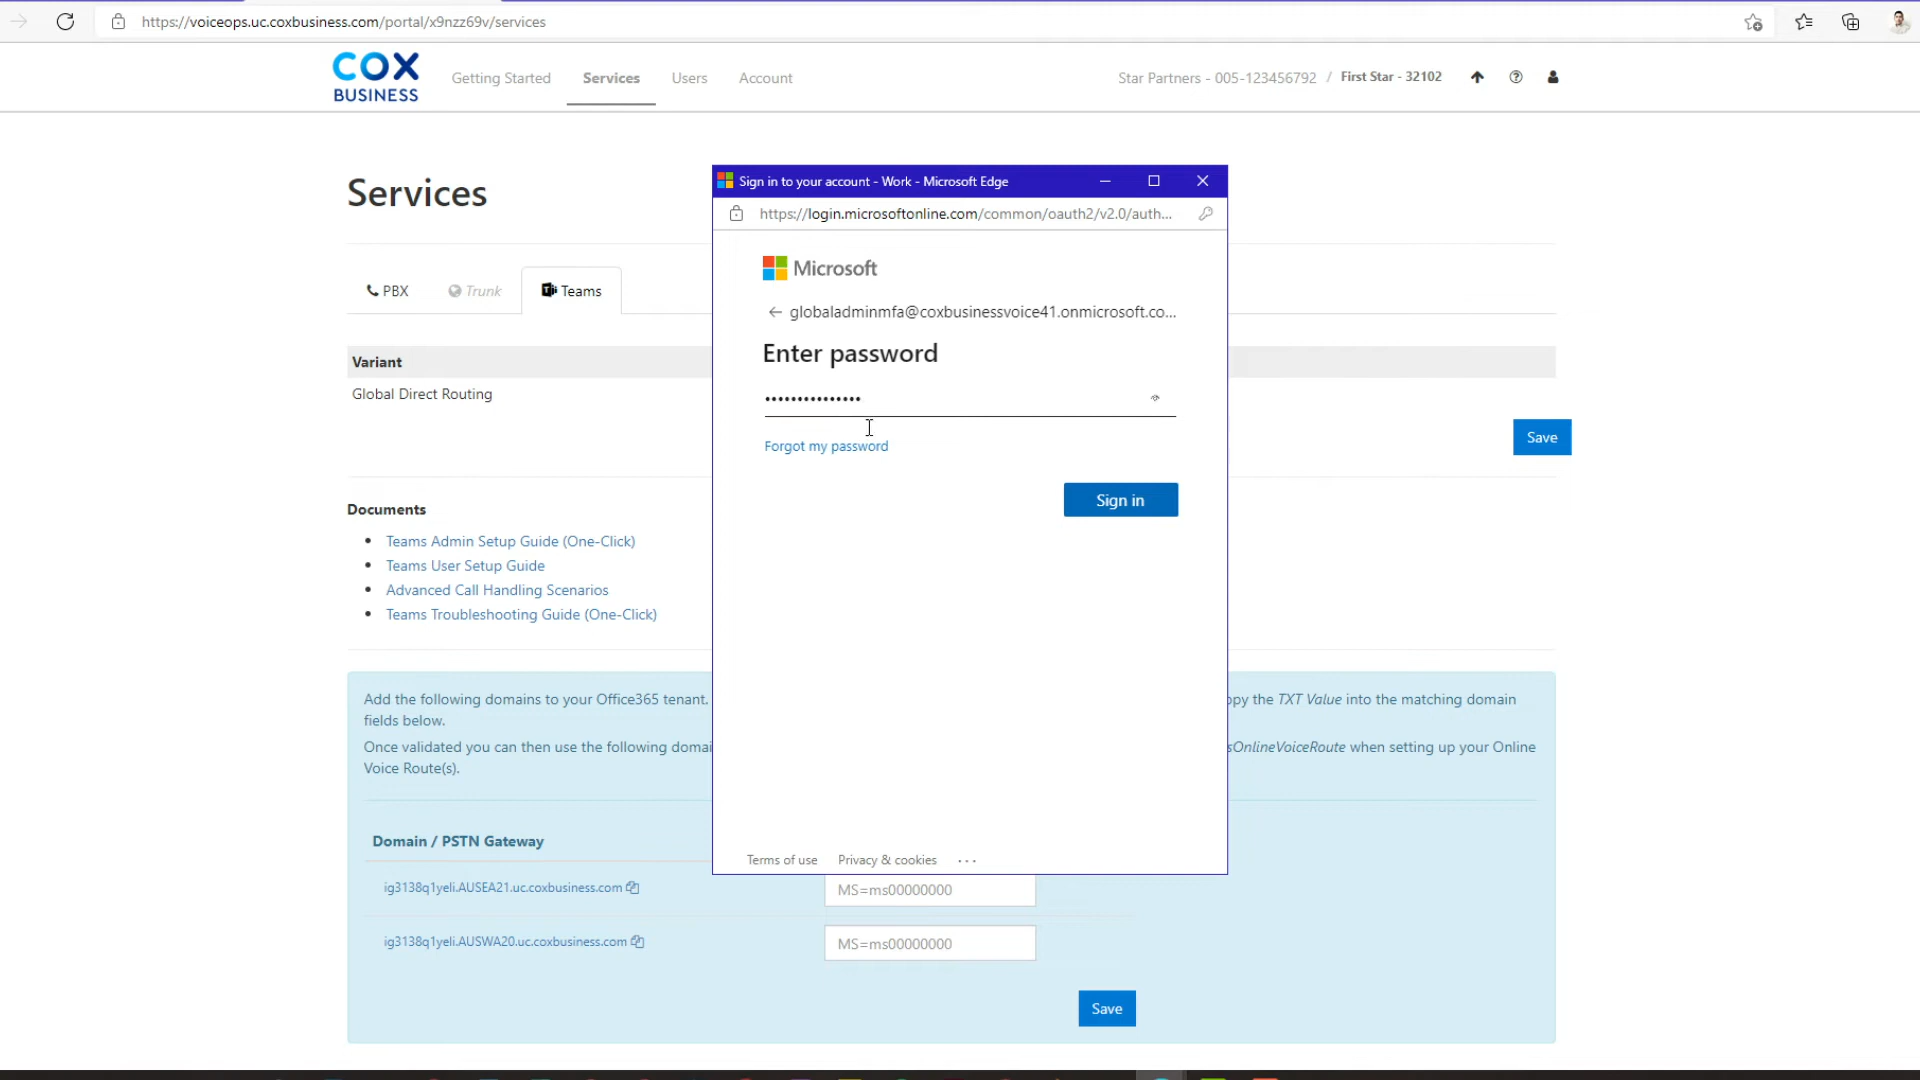 https://voiceops.uc.coxbusiness.com/portal/x9nzz69v/services
COX
BUSINESS
Getting Started
Services
Users
Account
Star Partners - 005-123456792 / First Star - 32102
Services
PBX
Trunk
Teams
Variant
Global Direct Routing
Save
Documents
Teams Admin Setup Guide (One-Click)
Teams User Setup Guide
Advanced Call Handling Scenarios
Teams Troubleshooting Guide (One-Click)
Sign in to your account - Work - Microsoft Edge
https://login.microsoftonline.com/common/oauth2/v2.0/auth...
Microsoft
globaladminmfa@coxbusinessvoice41.onmicrosoft.co...
Enter password
Forgot my password
Sign in
Terms of use
Privacy & cookies
...
Add the following domains to your Office365 tenant. py the TXT Value into the matching domain
fields below.
Once validated you can then use the following domai sOnlineVoiceRoute when setting up your Online
Voice Route(s).
Domain / PSTN Gateway
ig3138q1yeli.AUSEA21.uc.coxbusiness.com
MS=ms00000000
ig3138q1yeli.AUSWA20.uc.coxbusiness.com
MS=ms00000000
Save